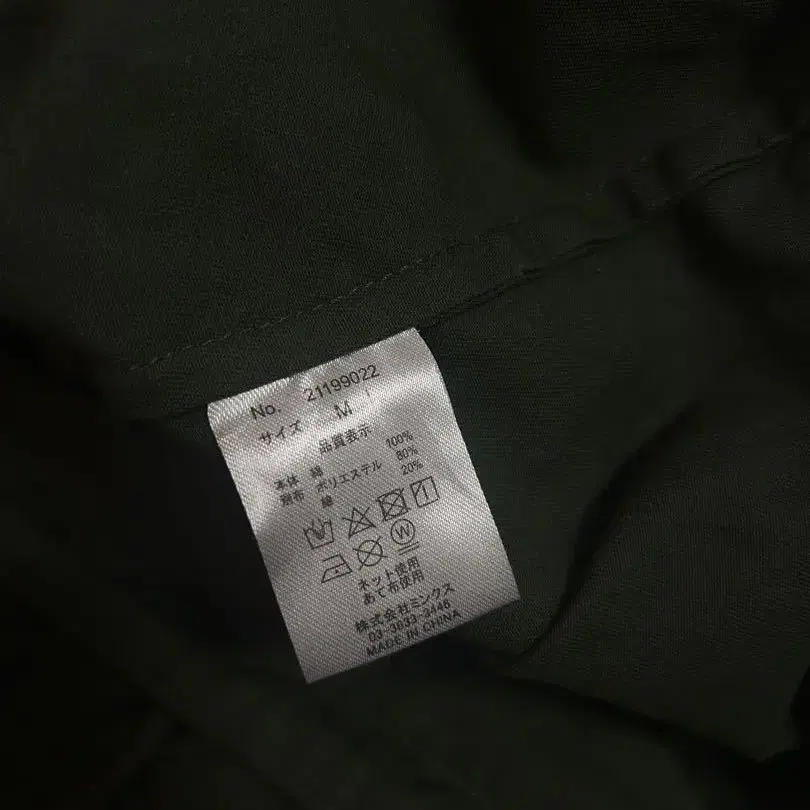 No. 21199022
サイズ M
品質表示
本体 綿 100%
別布 ポリエステル 80%
綿 20%
W
ネット使用
あて布使用
株式会社ミンクス
03-3633-3446
MADE IN CHINA